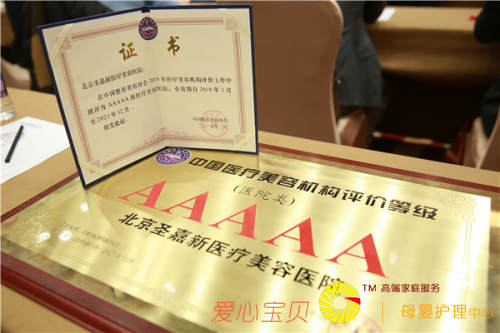 证书
北京圣嘉新医疗美容医院：
在中国整形美容协会2018年医疗美容机构评价工作中
被评为AAAAA级医疗美容医院。有效期自2019年1月
至2021年12月。
特发此证。
中国整形美容协会
中国医疗美容机构评价等级
(医院类)
AAAAA
北京圣嘉新医疗美容医院
爱心宝贝
TM 高端家庭服务
母婴护理中心